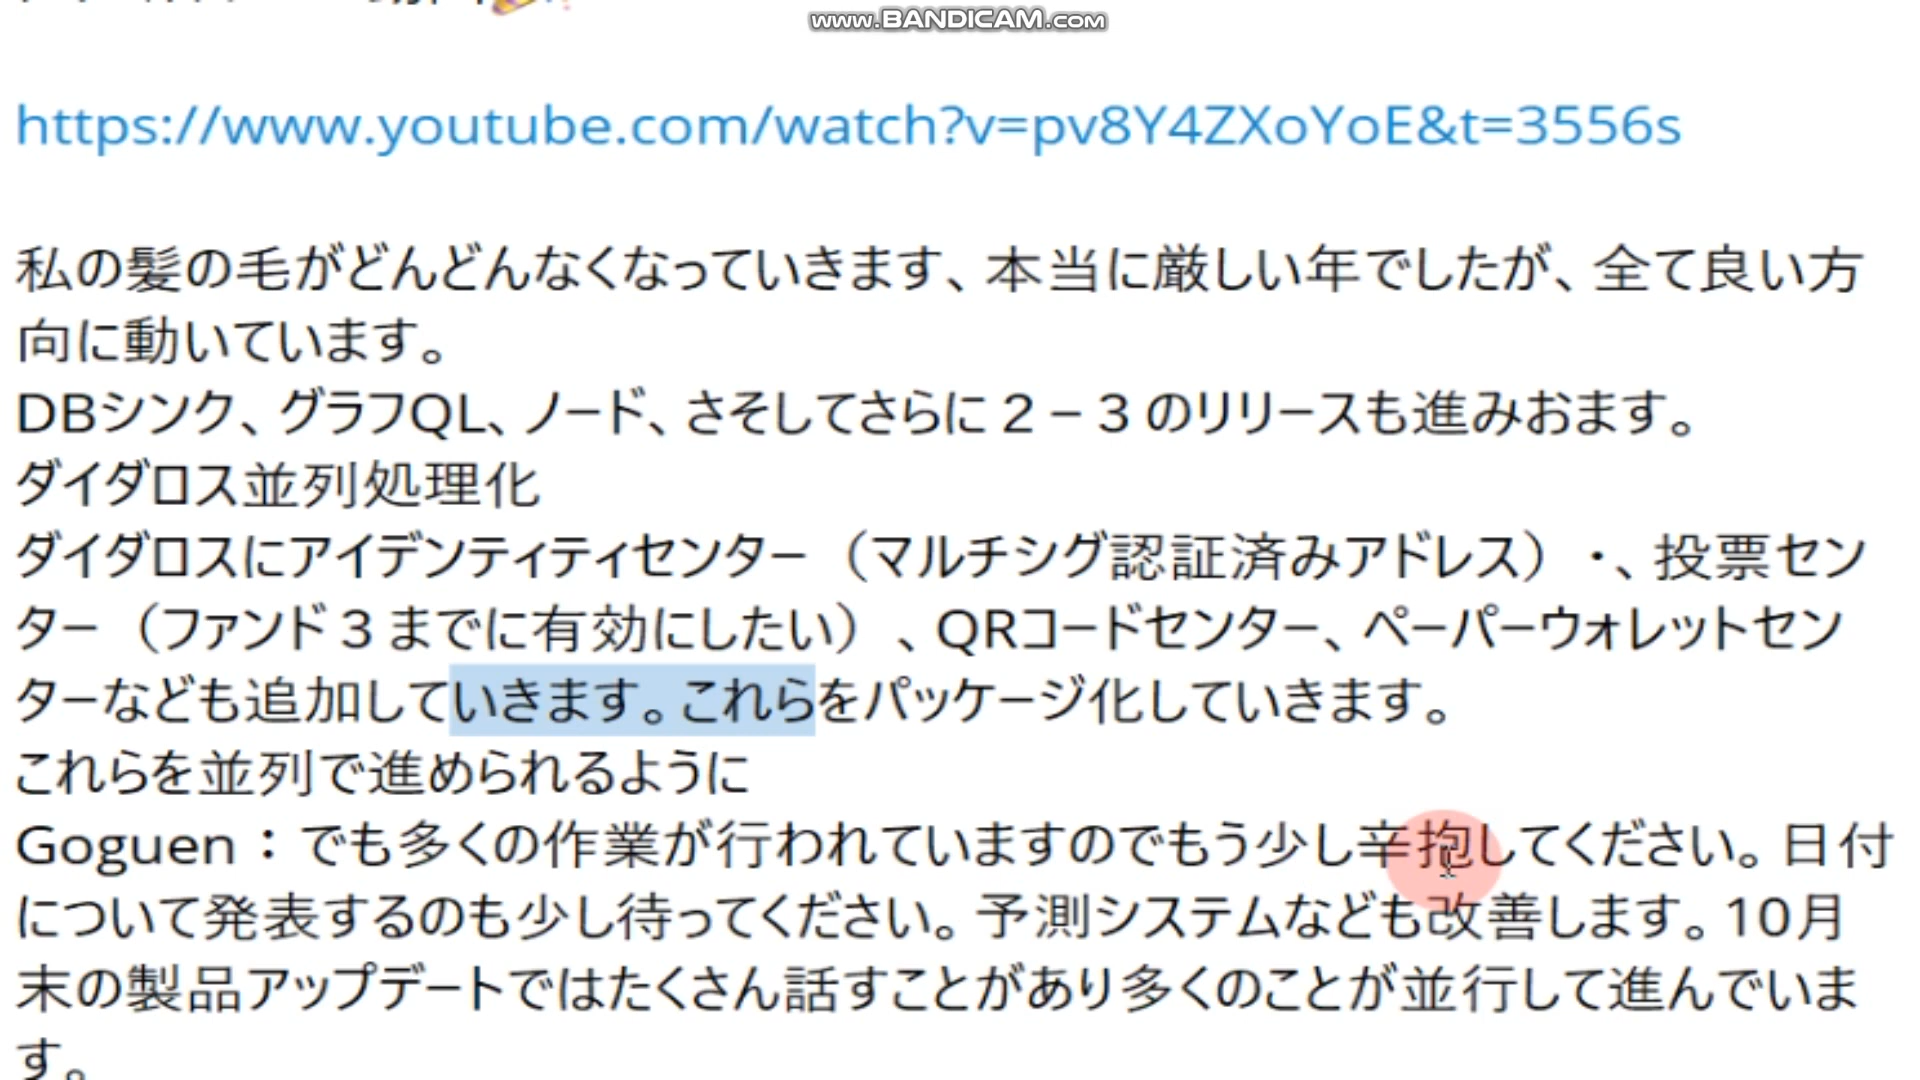 www.BANDICAM.com
https://www.youtube.com/watch?v=pv8Y4ZXoYoE&t=3556s
私の髪の毛がどんどんなくなっていきます、本当に厳しい年でしたが、全て良い方
向に動いています。
DBシンク、グラフQL、ノード、さそしてさらに２－３のリリースも進みおます。
ダイダロス並列処理化
ダイダロスにアイデンティティセンター（マルチシグ認証済みアドレス）・、投票セン
ター（ファンド３までに有効にしたい）、QRコードセンター、ペーパーウォレットセン
ターなども追加していきます。これらをパッケージ化していきます。
これらを並列で進められるように
Goguen：でも多くの作業が行われていますのでもう少し辛抱してください。日付
について発表するのも少し待ってください。予測システムなども改善します。10月
末の製品アップデートではたくさん話すことがあり多くのことが並行して進んでいま
す。